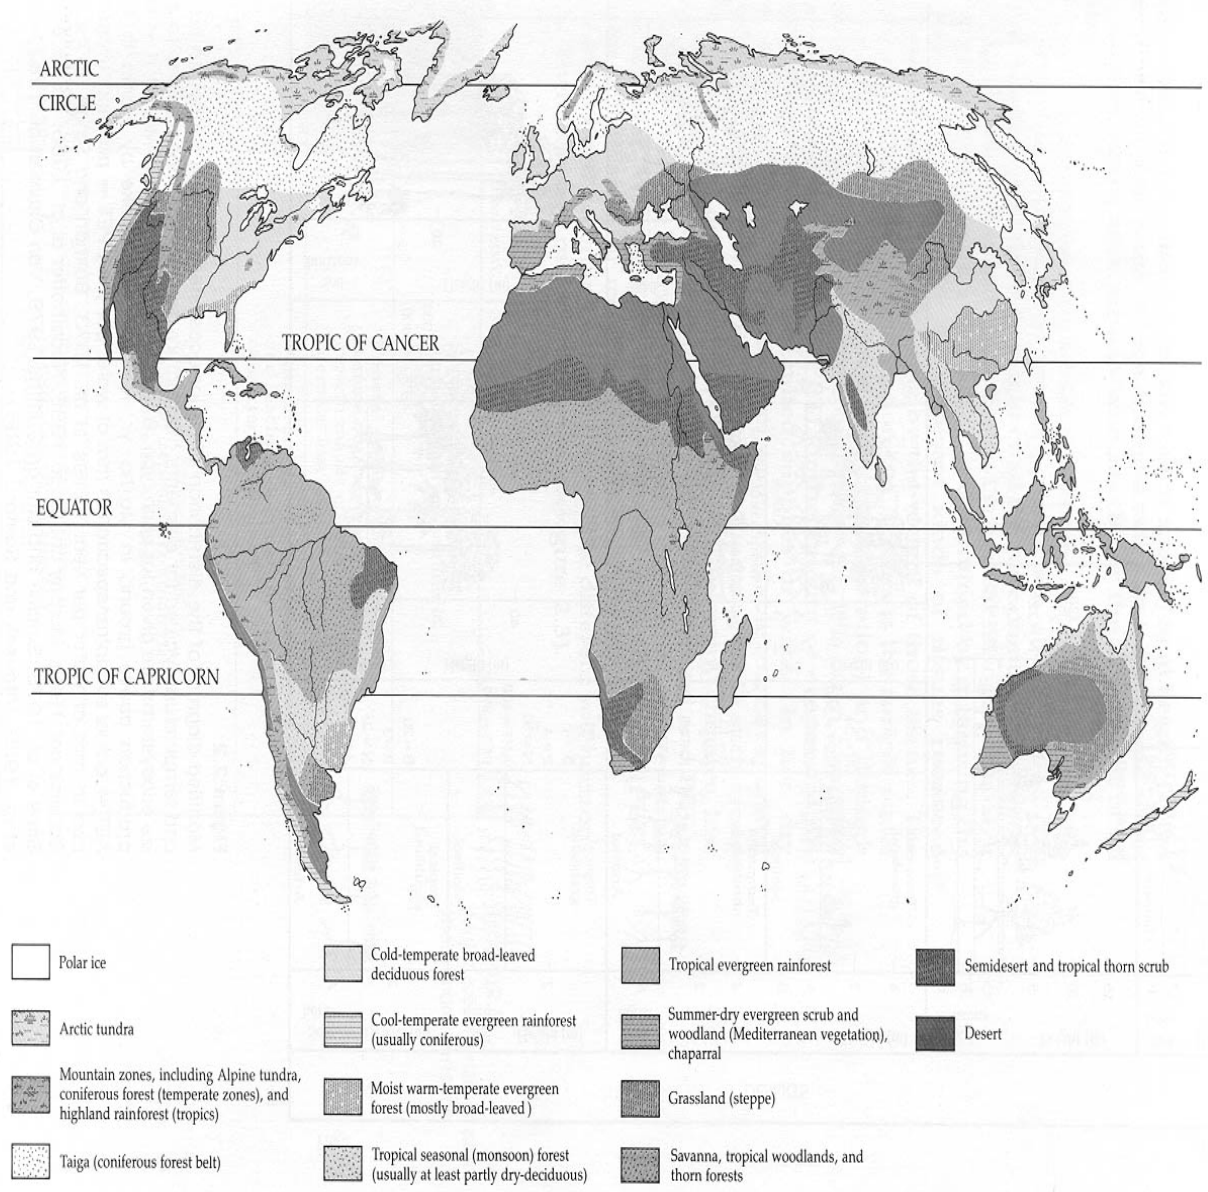 ARCTIC
CIRCLE
TROPIC OF CANCER
EQUATOR
TROPIC OF CAPRICORN
Polar ice
Arctic tundra
Mountain zones, including Alpine tundra,
coniferous forest (temperate zones), and
highland rainforest (tropics)
Taiga (coniferous forest belt)
Cold-temperate broad-leaved
deciduous forest
Cool-temperate evergreen rainforest
(usually coniferous)
Moist warm-temperate evergreen
forest (mostly broad-leaved)
Tropical seasonal (monsoon) forest
(usually at least partly dry-deciduous)
Tropical evergreen rainforest
Summer-dry evergreen scrub and
woodland (Mediterranean vegetation),
chaparral
Grassland (steppe)
Savanna, tropical woodlands, and
thorn forests
Semidesert and tropical thorn scrub
Desert